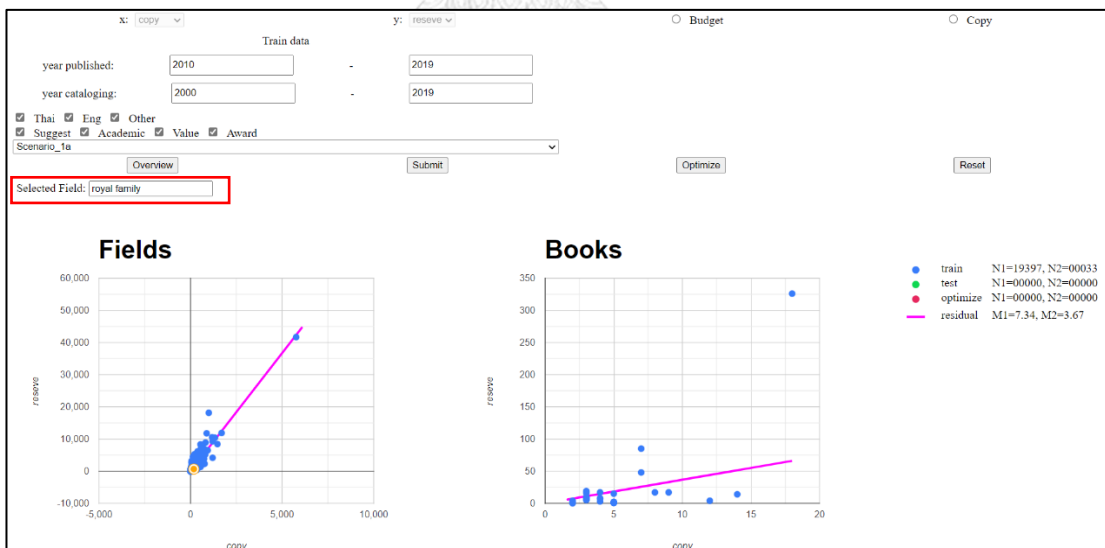 x: copy y: reseve Budget Copy
Train data
year published: 2010 - 2019
year cataloging: 2000 - 2019
Thai Eng Other
Suggest Academic Value Award
Scenario_1a
Overview Submit Optimize Reset
Selected Field: royal family
Fields
60,000
50,000
40,000
30,000
20,000
10,000
0
-10,000
-5,000 0 5,000 10,000
reseve
copy
Books
350
300
250
200
150
100
50
0
0 5 10 15 20
reseve
copy
train N1=19397, N2=00033
test N1=00000, N2=00000
optimize N1=00000, N2=00000
residual M1=7.34, M2=3.67